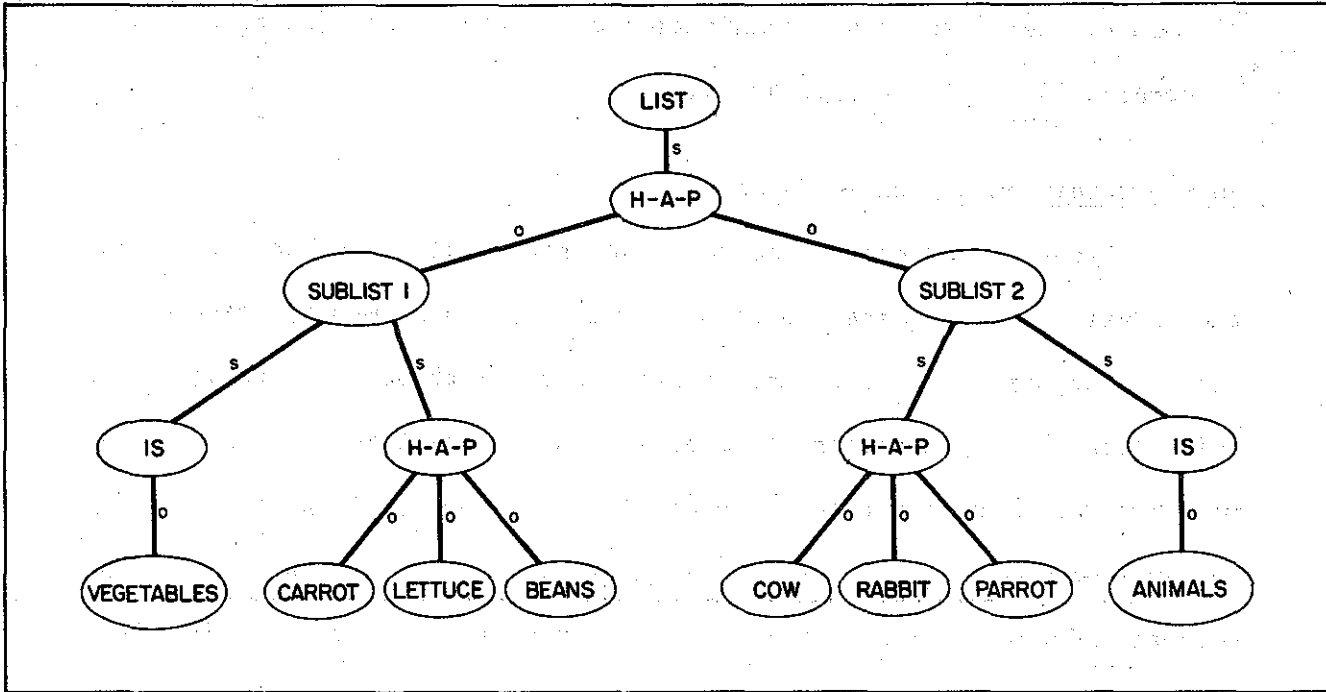 LIST
s
H-A-P
o o
SUBLIST 1 SUBLIST 2
s s s s
IS H-A-P H-A-P IS
o o o o o o o o
VEGETABLES CARROT LETTUCE BEANS COW RABBIT PARROT ANIMALS